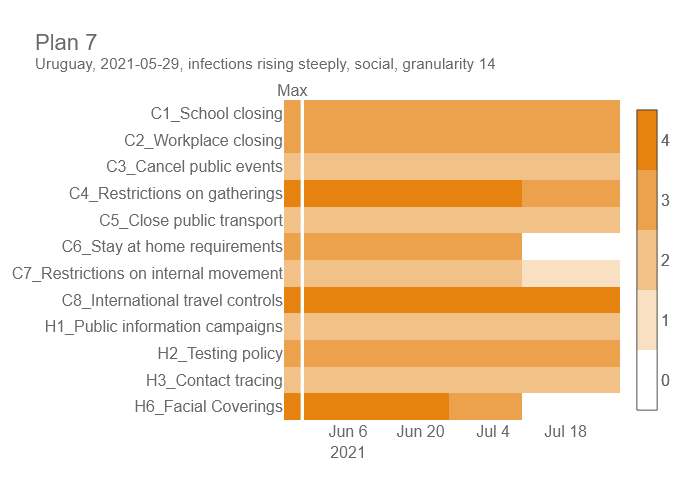 Plan 7
Uruguay, 2021-05-29, infections rising steeply, social, granularity 14
Max
C1_School closing
C2_Workplace closing
C3_Cancel public events
C4_Restrictions on gatherings
C5_Close public transport
C6_Stay at home requirements
C7_Restrictions on internal movement
C8_International travel controls
H1_Public information campaigns
H2_Testing policy
H3_Contact tracing
H6_Facial Coverings
Jun 6 Jun 20 Jul 4 Jul 18
2021
4
3
2
1
0